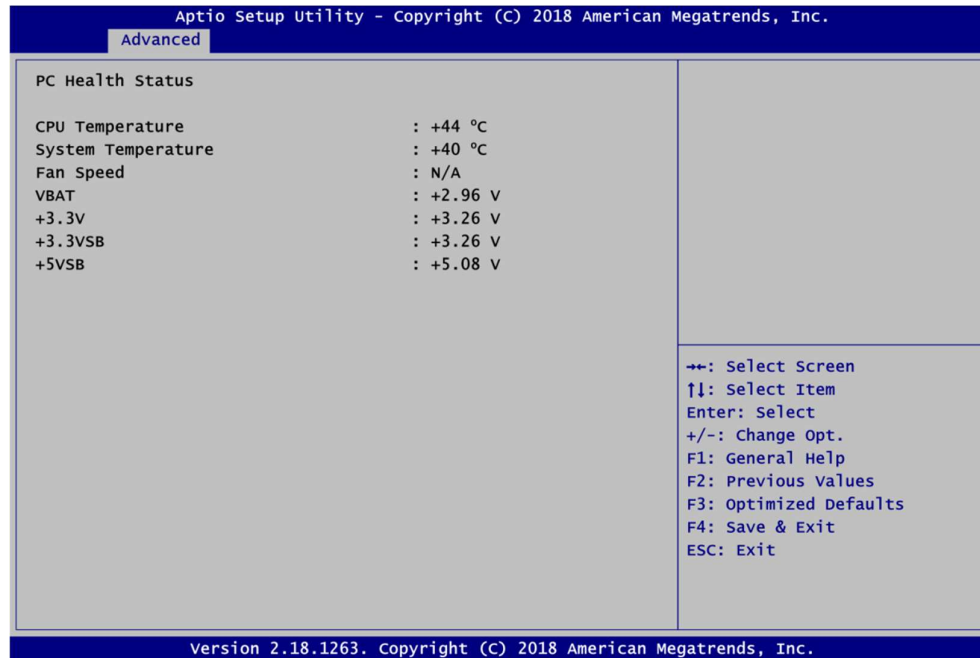 Aptio Setup Utility - Copyright (C) 2018 American Megatrends, Inc.
Advanced
PC Health Status
CPU Temperature : +44 ºC
System Temperature : +40 ºC
Fan Speed : N/A
VBAT : +2.96 V
+3.3V : +3.26 V
+3.3VSB : +3.26 V
+5VSB : +5.08 V
→←: Select Screen
↑↓: Select Item
Enter: Select
+/-: Change Opt.
F1: General Help
F2: Previous Values
F3: Optimized Defaults
F4: Save & Exit
ESC: Exit
Version 2.18.1263. Copyright (C) 2018 American Megatrends, Inc.